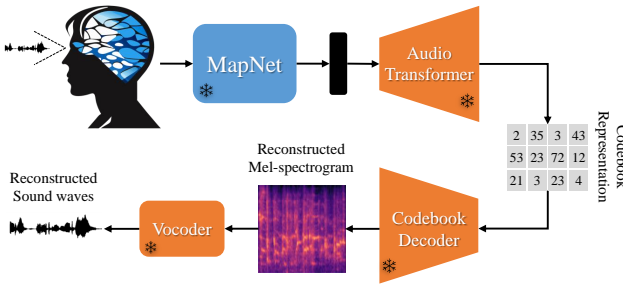 MapNet
Audio
Transformer
Codebook
Representation
2 35 3 43
53 23 72 12
21 3 23 4
Reconstructed
Mel-spectrogram
Reconstructed
Sound waves
Vocoder
Codebook
Decoder